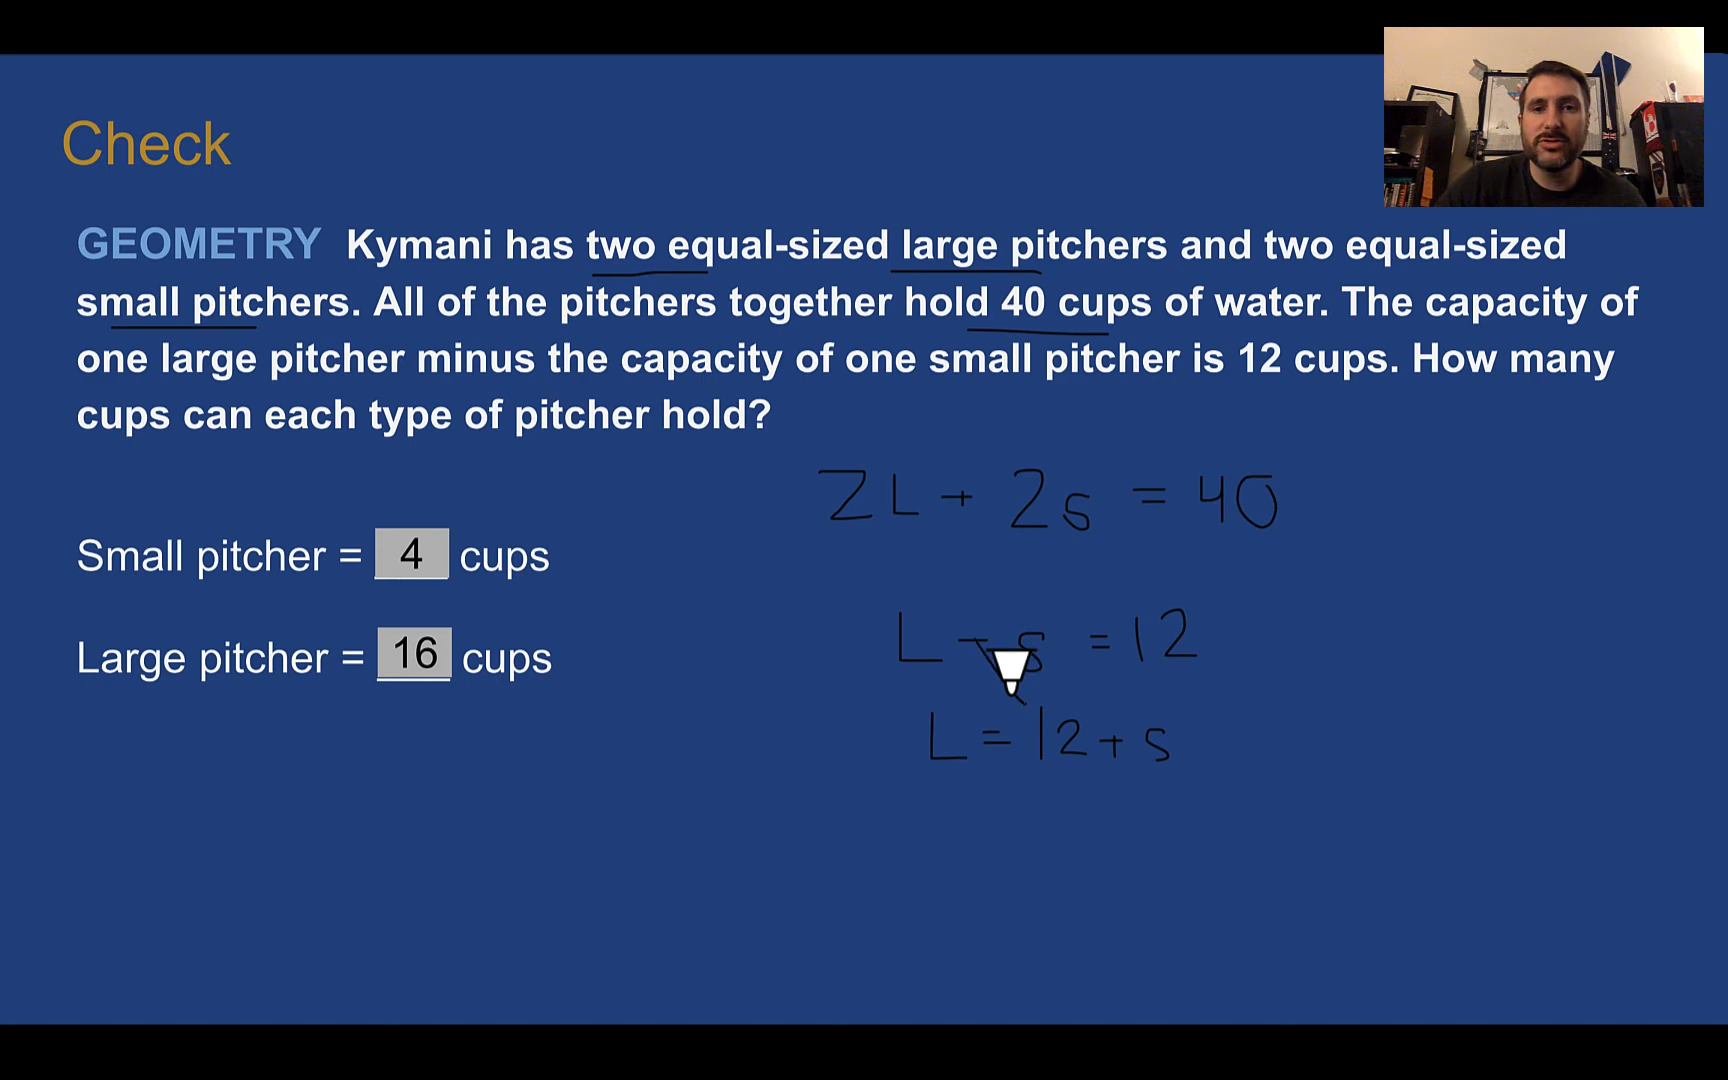 Check
GEOMETRY Kymani has two equal-sized large pitchers and two equal-sized
small pitchers. All of the pitchers together hold 40 cups of water. The capacity of
one large pitcher minus the capacity of one small pitcher is 12 cups. How many
cups can each type of pitcher hold?
2L + 2s = 40
Small pitcher = 4 cups
L - s = 12
Large pitcher = 16 cups
L = 12 + s